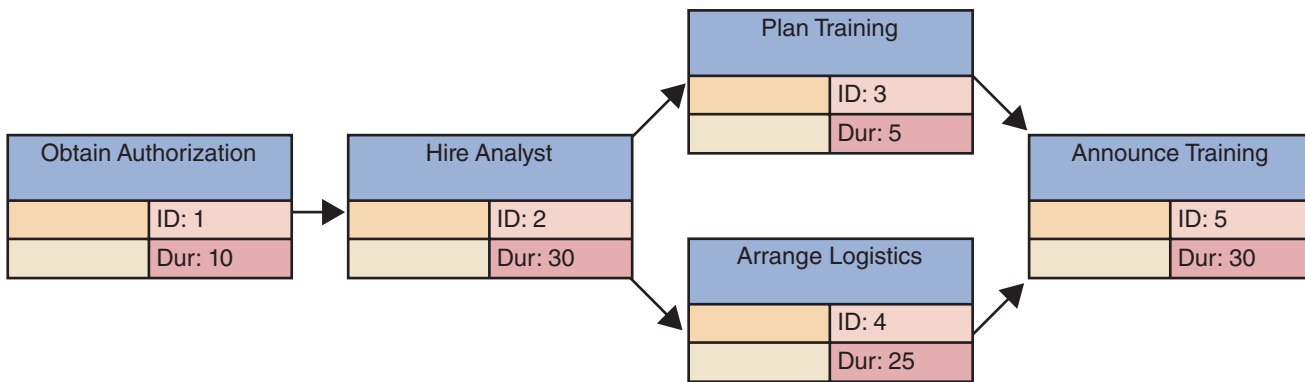 Obtain Authorization
ID: 1
Dur: 10
Hire Analyst
ID: 2
Dur: 30
Plan Training
ID: 3
Dur: 5
Arrange Logistics
ID: 4
Dur: 25
Announce Training
ID: 5
Dur: 30